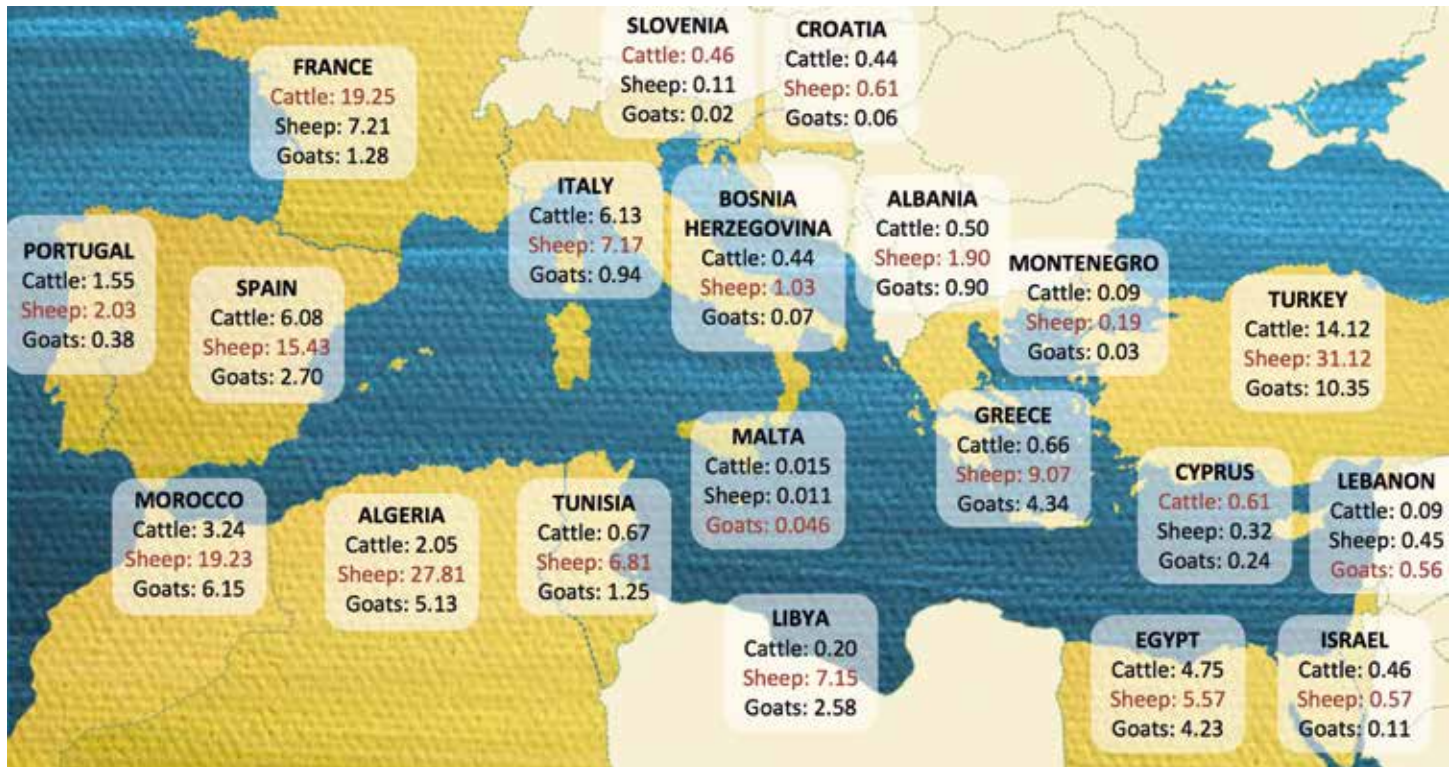 SLOVENIA
Cattle: 0.46
Sheep: 0.11
Goats: 0.02
CROATIA
Cattle: 0.44
Sheep: 0.61
Goats: 0.06
FRANCE
Cattle: 19.25
Sheep: 7.21
Goats: 1.28
ITALY
Cattle: 6.13
Sheep: 7.17
Goats: 0.94
BOSNIA
HERZEGOVINA
Cattle: 0.44
Sheep: 1.03
Goats: 0.07
ALBANIA
Cattle: 0.50
Sheep: 1.90
Goats: 0.90
PORTUGAL
Cattle: 1.55
Sheep: 2.03
Goats: 0.38
SPAIN
Cattle: 6.08
Sheep: 15.43
Goats: 2.70
MONTENEGRO
Cattle: 0.09
Sheep: 0.19
Goats: 0.03
TURKEY
Cattle: 14.12
Sheep: 31.12
Goats: 10.35
GREECE
Cattle: 0.66
Sheep: 9.07
Goats: 4.34
MALTA
Cattle: 0.015
Sheep: 0.011
Goats: 0.046
CYPRUS
Cattle: 0.61
Sheep: 0.32
Goats: 0.24
LEBANON
Cattle: 0.09
Sheep: 0.45
Goats: 0.56
MOROCCO
Cattle: 3.24
Sheep: 19.23
Goats: 6.15
ALGERIA
Cattle: 2.05
Sheep: 27.81
Goats: 5.13
TUNISIA
Cattle: 0.67
Sheep: 6.81
Goats: 1.25
LIBYA
Cattle: 0.20
Sheep: 7.15
Goats: 2.58
EGYPT
Cattle: 4.75
Sheep: 5.57
Goats: 4.23
ISRAEL
Cattle: 0.46
Sheep: 0.57
Goats: 0.11